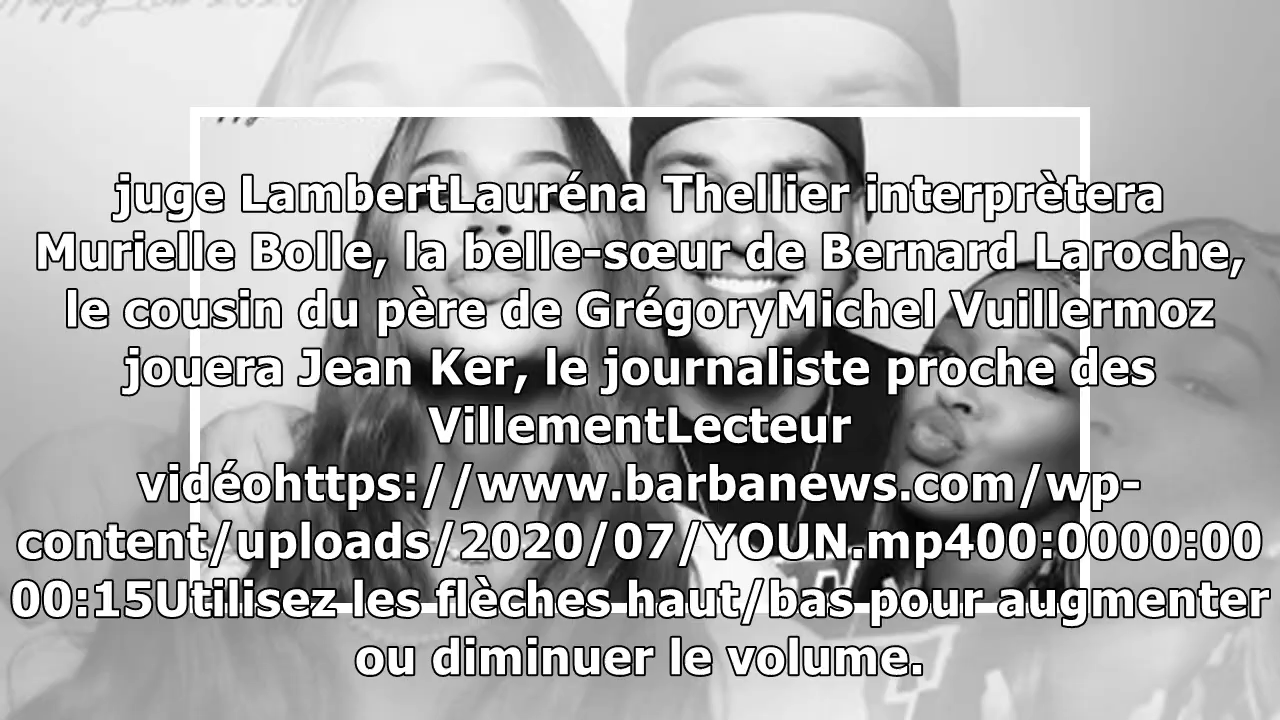 juge LambertLauréna Thellier interprètera
Murielle Bolle, la belle-sœur de Bernard Laroche,
le cousin du père de GrégoryMichel Vuillermoz
jouera Jean Ker, le journaliste proche des
VillementLecteur
vidéohttps://www.barbanews.com/wp-
content/uploads/2020/07/YOUN.mp400:0000:00
00:15Utilisez les flèches haut/bas pour augmenter
ou diminuer le volume.